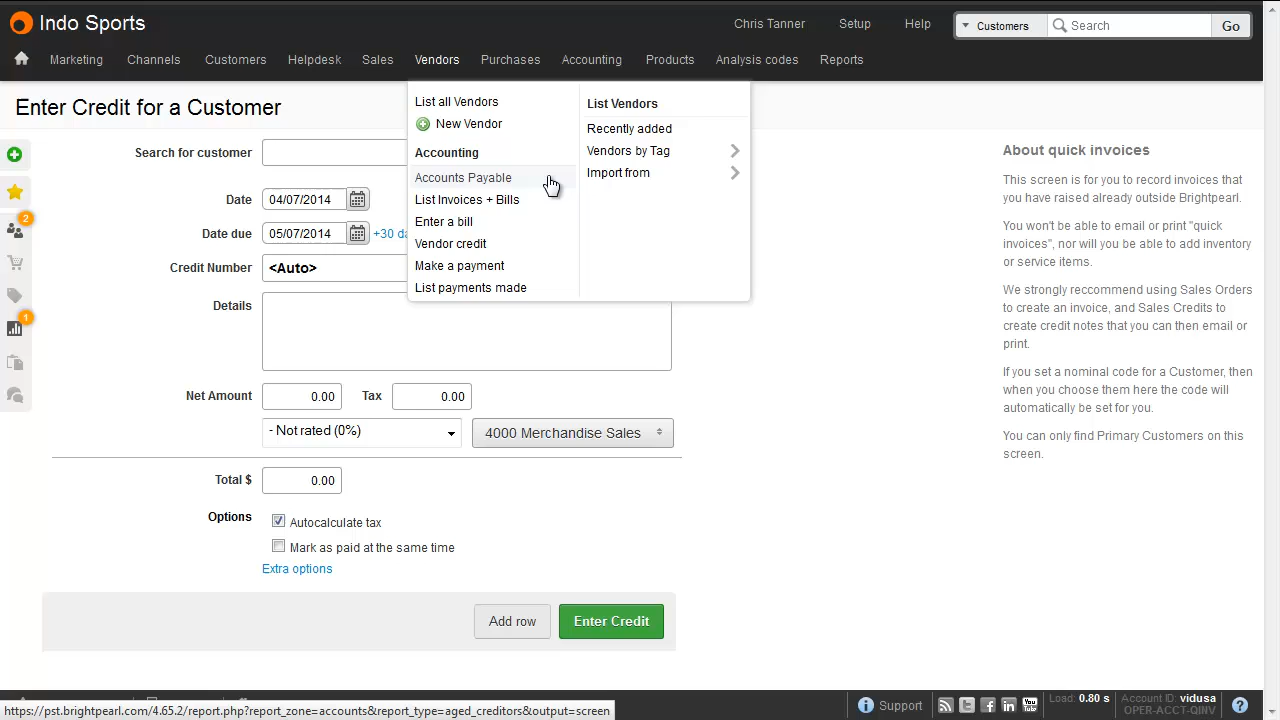 Indo Sports
Chris Tanner
Setup
Help
Customers
Search
Go
Marketing
Channels
Customers
Helpdesk
Sales
Vendors
Purchases
Accounting
Products
Analysis codes
Reports
Enter Credit for a Customer
List all Vendors
New Vendor
Accounting
Accounts Payable
List Invoices + Bills
Enter a bill
Vendor credit
Make a payment
List payments made
List Vendors
Recently added
Vendors by Tag
Import from
2
1
Search for customer
Date 04/07/2014
Date due 05/07/2014 +30
Credit Number <Auto>
Details
Net Amount 0.00 Tax 0.00
- Not rated (0%) 4000 Merchandise Sales
Total $ 0.00
Options Autocalculate tax
Mark as paid at the same time
Extra options
Add row
Enter Credit
About quick invoices
This screen is for you to record invoices that
you have raised already outside Brightpearl.
You won't be able to email or print "quick
invoices", nor will you be able to add inventory
or service items.
We strongly reccommend using Sales Orders
to create an invoice, and Sales Credits to
create credit notes that you can then email or
print.
If you set a nominal code for a Customer, then
when you choose them here the code will
automatically be set for you.
You can only find Primary Customers on this
screen.
https://pst.brightpearl.com/4.65.2/report.php?report_zone=accounts&report_type=aged_creditors&output=screen
Support
Load: 0.80 s
Account ID: vidusa
OPER-ACCT-QINV